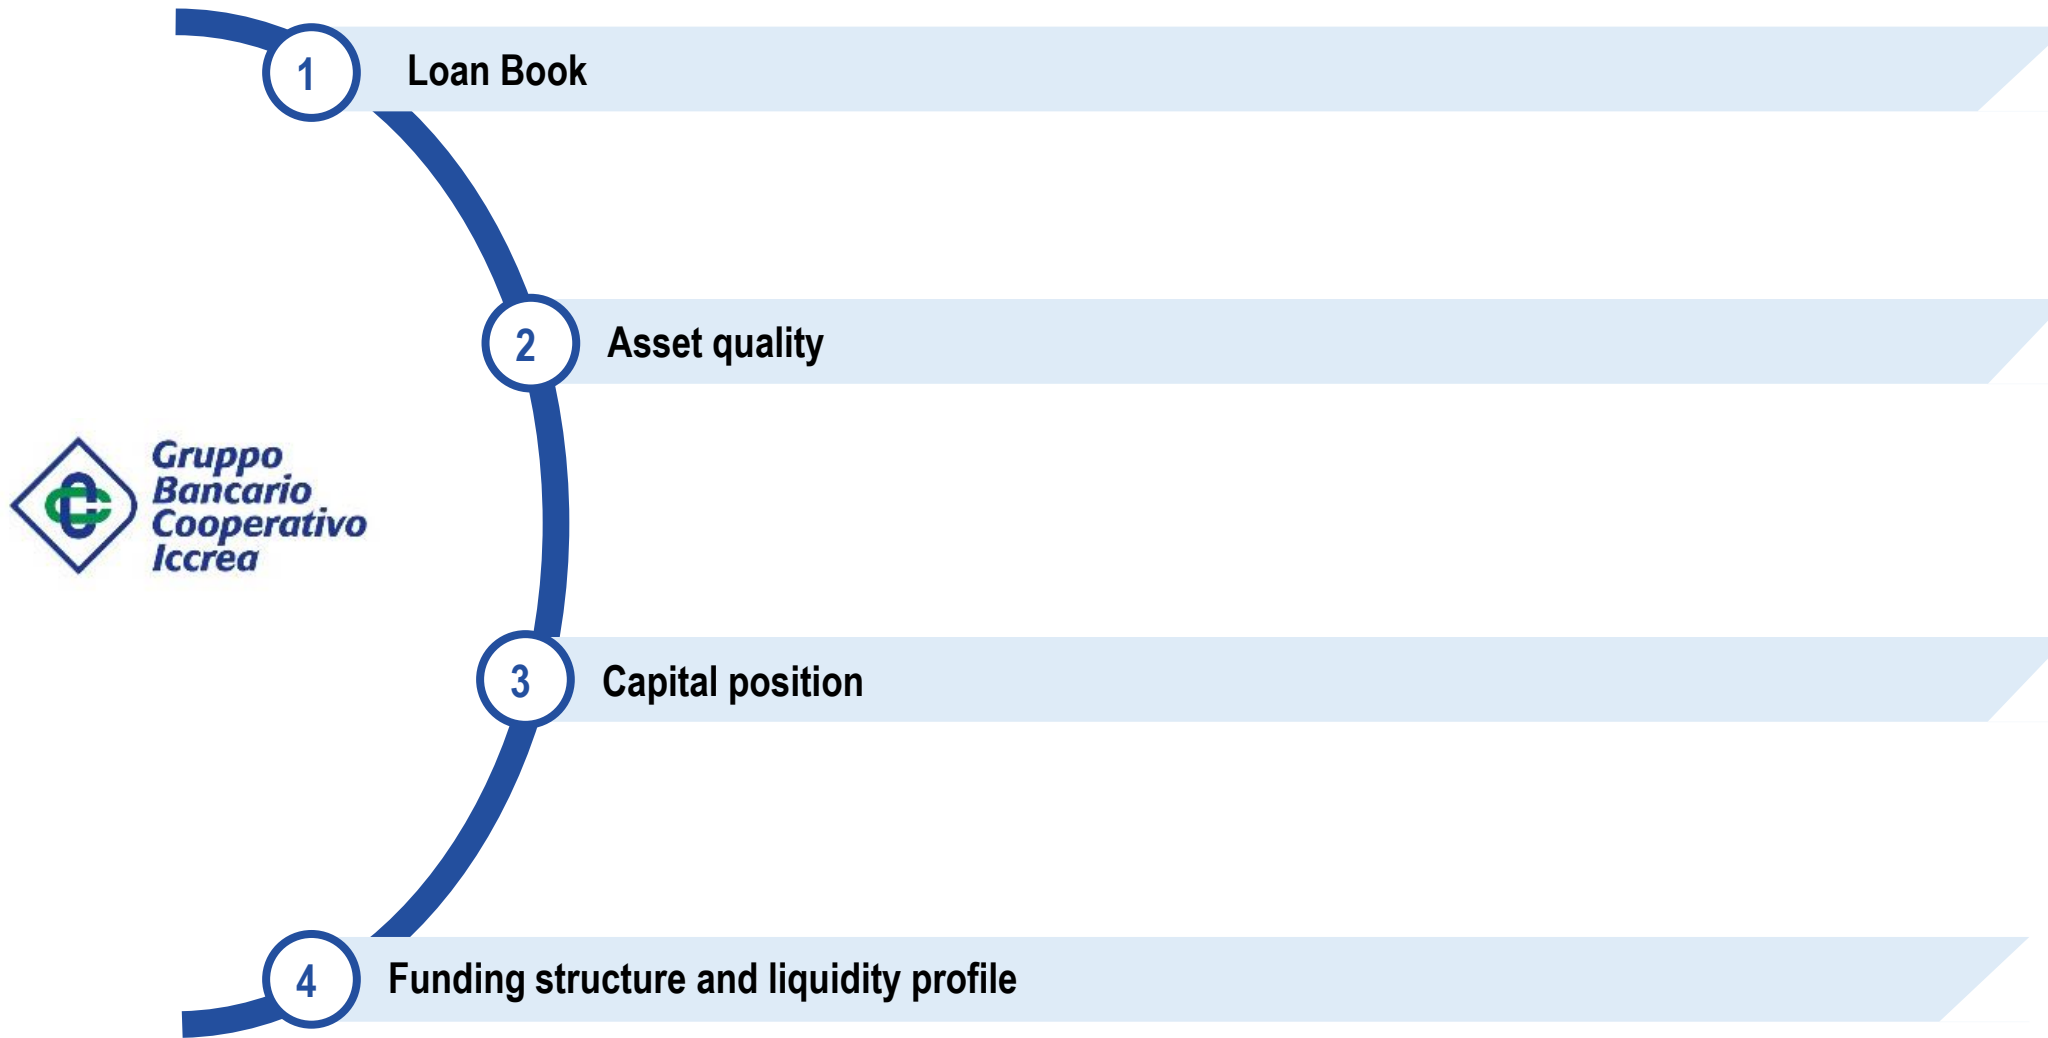 1 Loan Book
2 Asset quality
Gruppo
Bancario
Cooperativo
Iccrea
3 Capital position
4 Funding structure and liquidity profile